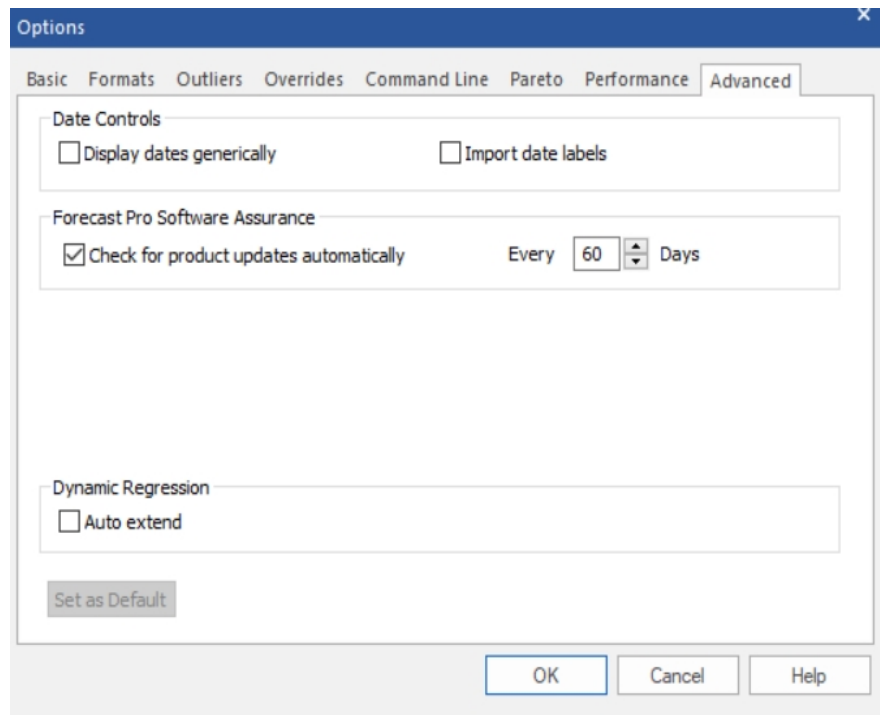 Options
Basic Formats Outliers Overrides Command Line Pareto Performance Advanced
Date Controls
Display dates generically Import date labels
Forecast Pro Software Assurance
Check for product updates automatically Every 60 Days
Dynamic Regression
Auto extend
Set as Default
OK Cancel Help